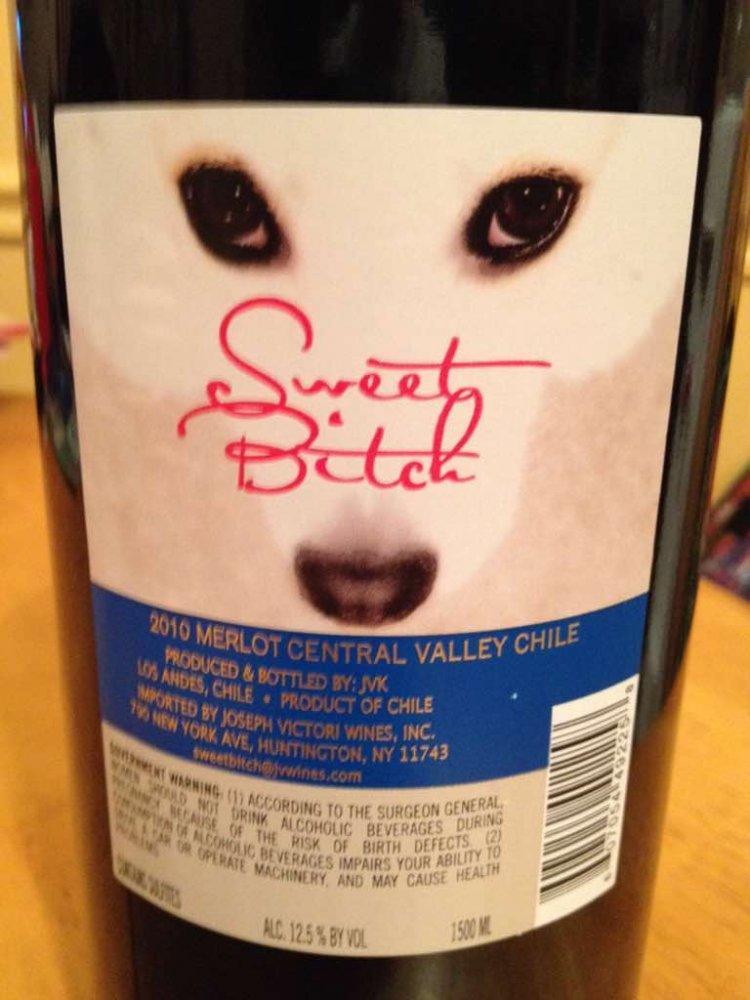 Sweet
Bitch
2010 MERLOT CENTRAL VALLEY CHILE
PRODUCED & BOTTLED BY: JVK
LOS ANDES, CHILE • PRODUCT OF CHILE
IMPORTED BY JOSEPH VICTORI WINES, INC.
790 NEW YORK AVE, HUNTINGTON, NY 11743
sweetbitch@jvwines.com
GOVERNMENT WARNING: (1) ACCORDING TO THE SURGEON GENERAL,
WOMEN SHOULD NOT DRINK ALCOHOLIC BEVERAGES DURING
PREGNANCY BECAUSE OF THE RISK OF BIRTH DEFECTS. (2)
CONSUMPTION OF ALCOHOLIC BEVERAGES IMPAIRS YOUR ABILITY TO
DRIVE A CAR OR OPERATE MACHINERY, AND MAY CAUSE HEALTH
PROBLEMS.
CONTAINS SULFITES
ALC. 12.5 % BY VOL
1500 ML